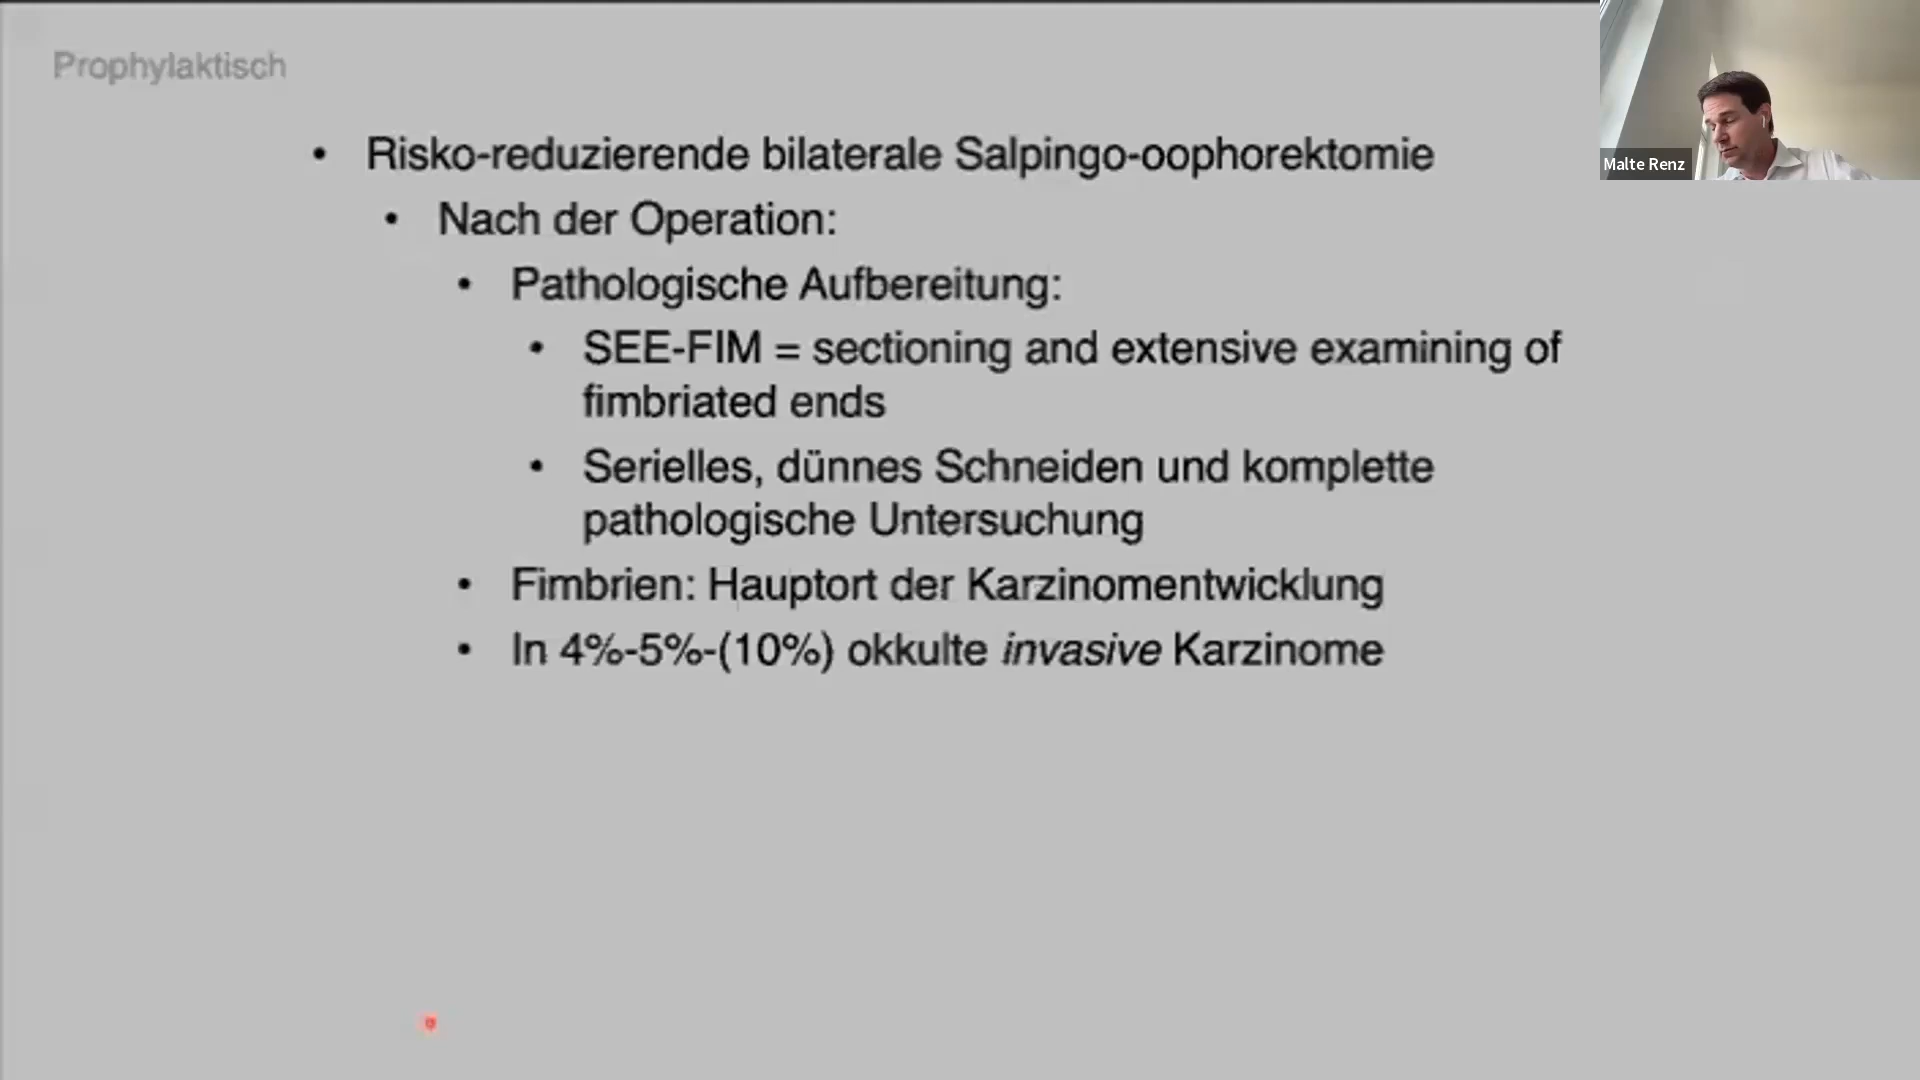 Prophylaktisch
Malte Renz
• Risko-reduzierende bilaterale Salpingo-oophorektomie
• Nach der Operation:
• Pathologische Aufbereitung:
• SEE-FIM = sectioning and extensive examining of
fimbriated ends
• Serielles, dünnes Schneiden und komplette
pathologische Untersuchung
• Fimbrien: Hauptort der Karzinomentwicklung
• In 4%-5%-(10%) okkulte invasive Karzinome